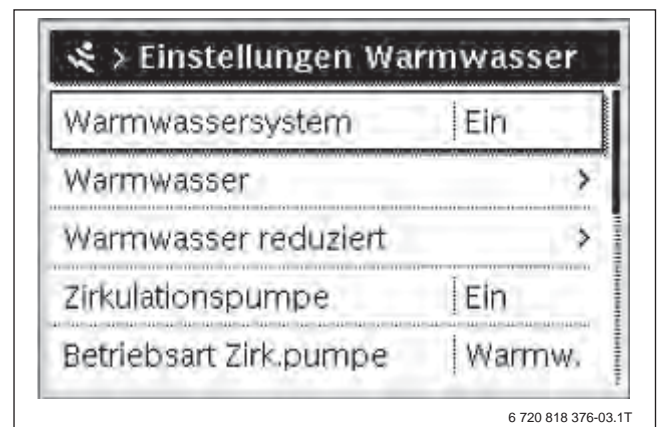 > Einstellungen Warmwasser
Warmwassersystem Ein
Warmwasser >
Warmwasser reduziert >
Zirkulationspumpe Ein
Betriebsart Zirk.pumpe Warmw.
6 720 818 376-03.1T